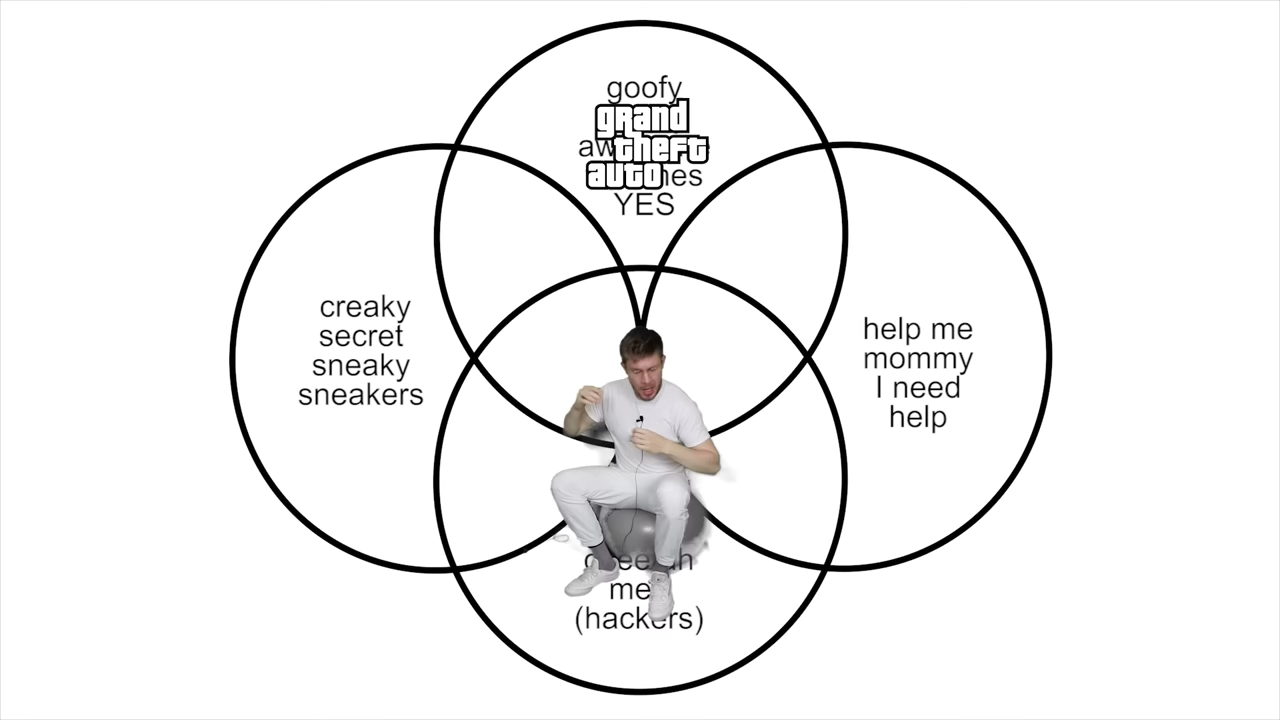 goofy
grand
theft
auto
YES
creaky
secret
sneaky
sneakers
help me
mommy
I need
help
(hackers)